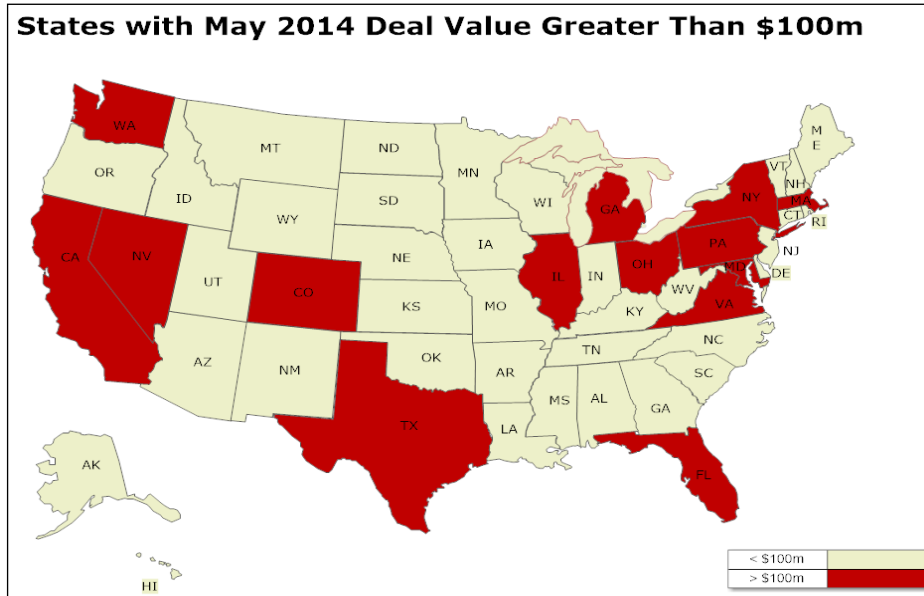 States with May 2014 Deal Value Greater Than $100m
WA
MT
ND
MN
M
E
OR
ID
WY
SD
WI
GA
NY
VT
NH
MA
CT
RI
CA
NV
UT
CO
NE
IA
IL
IN
OH
PA
NJ
MD
DE
KS
MO
KY
WV
VA
AZ
NM
OK
AR
TN
NC
SC
TX
LA
MS
AL
GA
FL
AK
HI
< $100m
> $100m